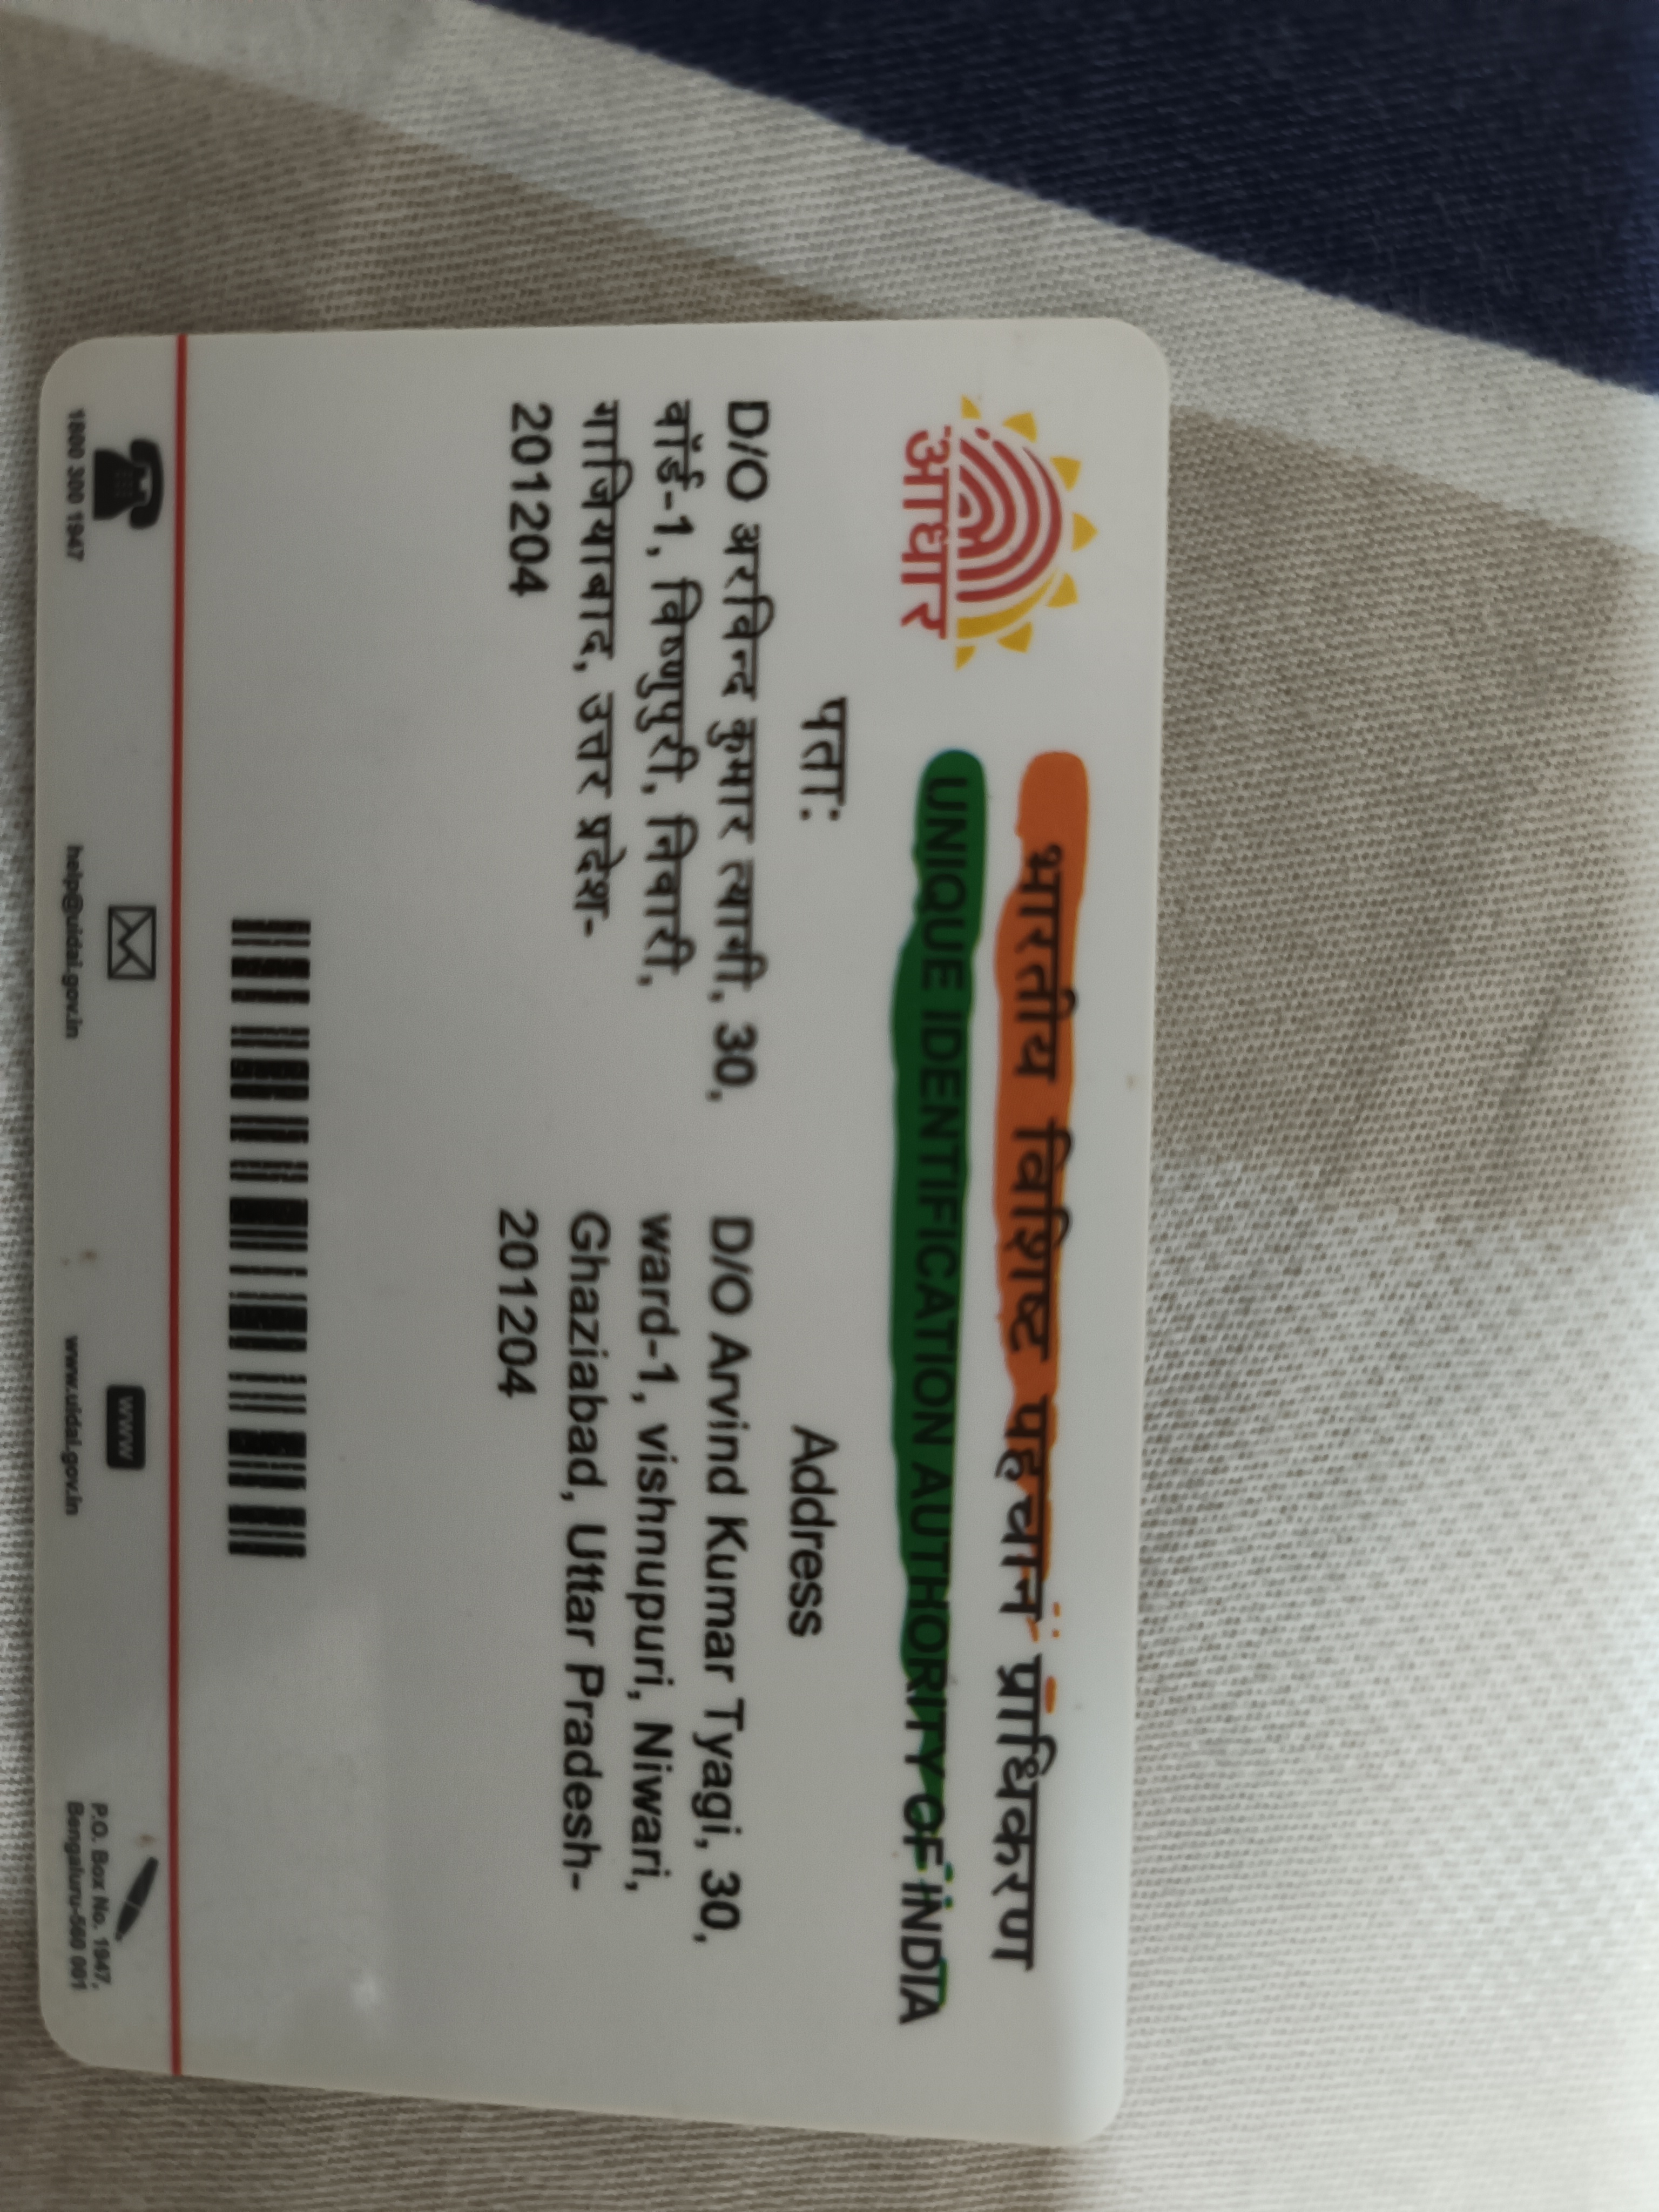 आधार
भारतीय विशिष्ट पहचान प्राधिकरण
UNIQUE IDENTIFICATION AUTHORITY OF INDIA
पताः
D/O अरविन्द कुमार त्यागी, 30,
वॉर्ड-1, विष्णुपुरी, निवारी,
गाजियाबाद, उत्तर प्रदेश-
201204
Address
D/O Arvind Kumar Tyagi, 30,
ward-1, vishnupuri, Niwari,
Ghaziabad, Uttar Pradesh-
201204
1800 300 1947
help@uidai.gov.in
www
www.uidai.gov.in
P.O. Box No. 1947,
Bengaluru-560 001